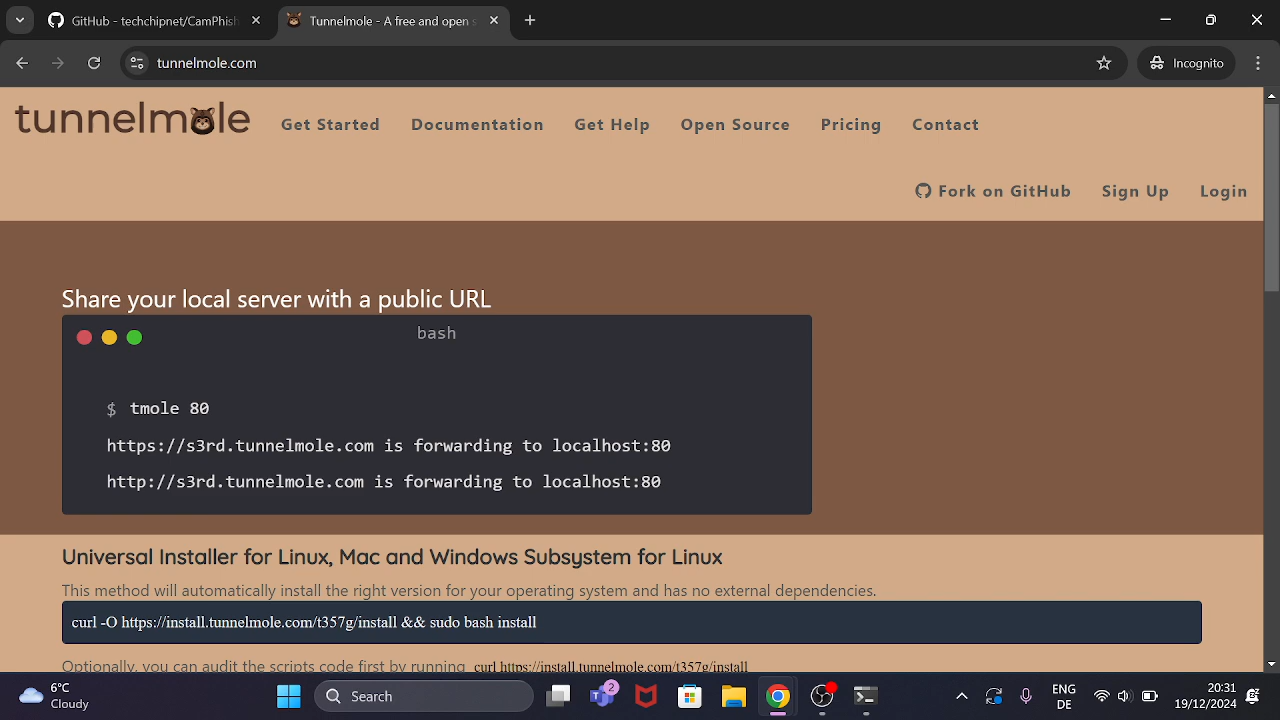 GitHub - techchipnet/CamPhish
Tunnelmole - A free and open s
tunnelmole.com
Incognito
tunnelmole
Get Started
Documentation
Get Help
Open Source
Pricing
Contact
Fork on GitHub
Sign Up
Login
Share your local server with a public URL
bash
$ tmole 80
https://s3rd.tunnelmole.com is forwarding to localhost:80
http://s3rd.tunnelmole.com is forwarding to localhost:80
Universal Installer for Linux, Mac and Windows Subsystem for Linux
This method will automatically install the right version for your operating system and has no external dependencies.
curl -O https://install.tunnelmole.com/t357g/install && sudo bash install
Optionally, you can audit the scripts code first by running curl https://install.tunnelmole.com/t357g/install
6°C
Cloudy
Search
2
ENG
DE
20:31
19/12/2024